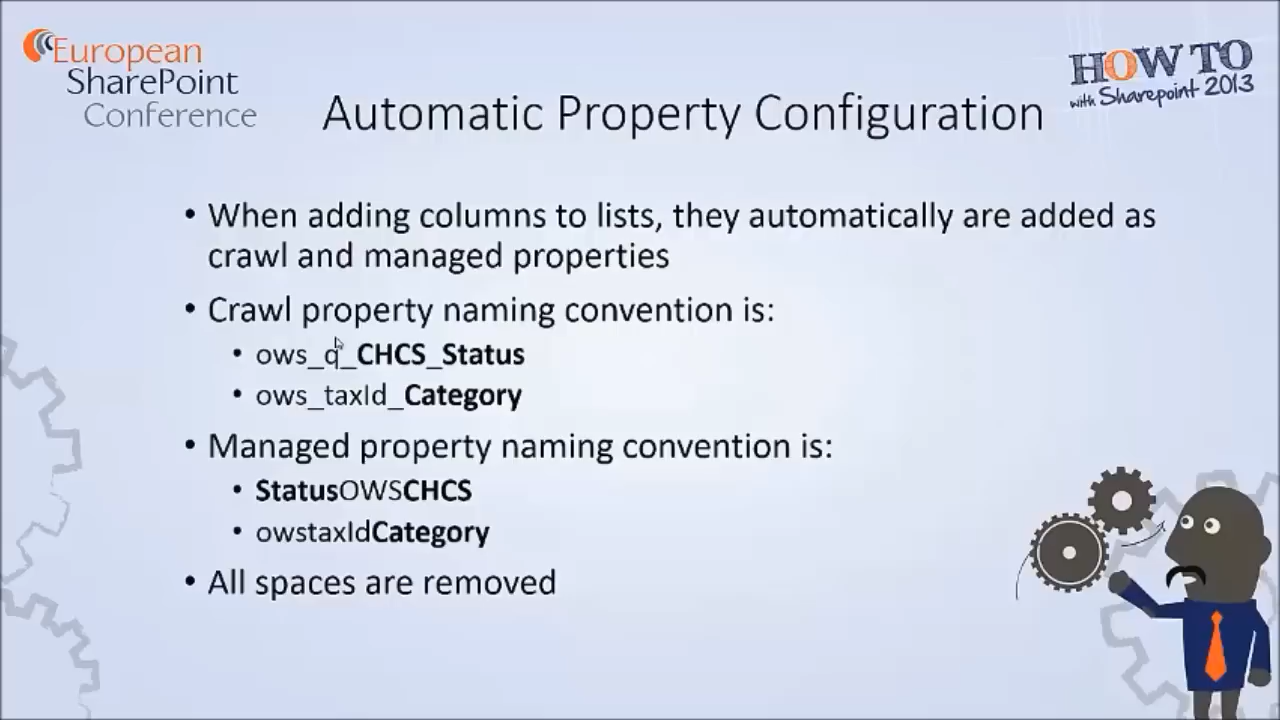 European
SharePoint
Conference
HOW TO
with Sharepoint 2013
Automatic Property Configuration
• When adding columns to lists, they automatically are added as
crawl and managed properties
• Crawl property naming convention is:
• ows_q_CHCS_Status
• ows_taxId_Category
• Managed property naming convention is:
• StatusOWSCHCS
• owstaxIdCategory
• All spaces are removed